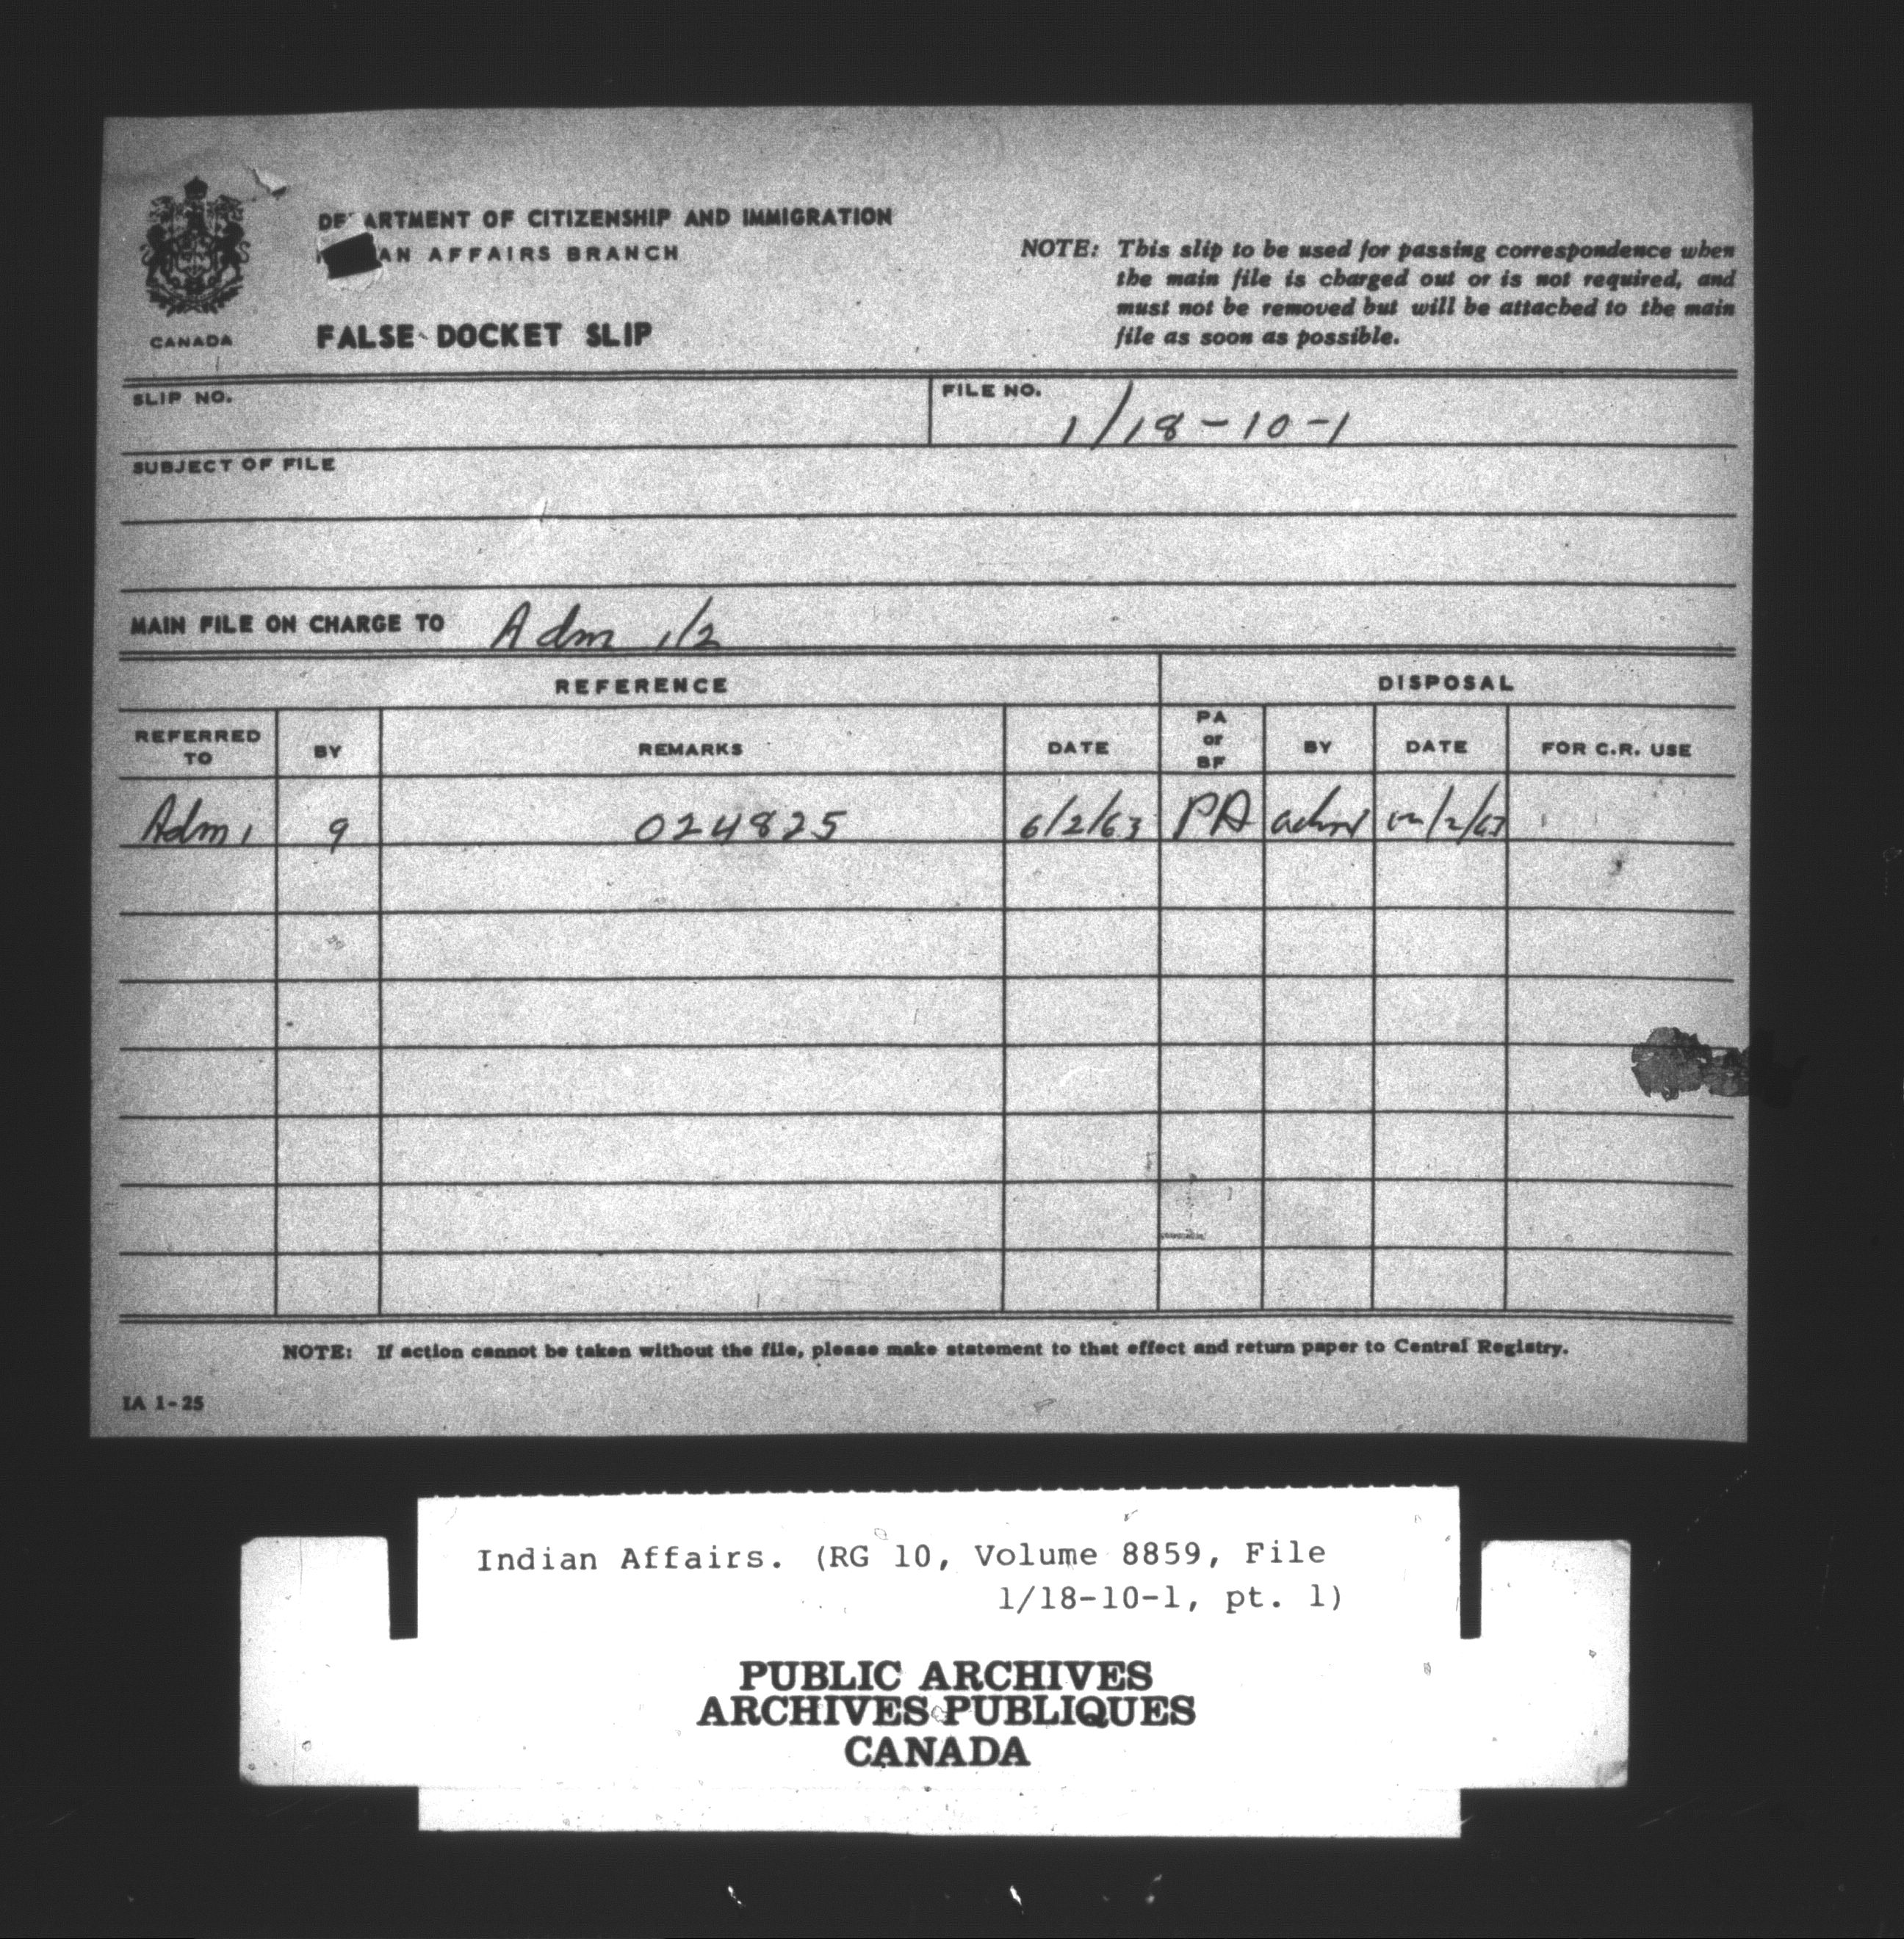 DEPARTMENT OF CITIZENSHIP AND IMMIGRATION
AN AFFAIRS BRANCH
CANADA
FALSE DOCKET SLIP
NOTE: This slip to be used for passing correspondence when
the main file is charged out or is not required, and
must not be removed but will be attached to the main
file as soon as possible.
SLIP NO.
FILE NO. 1/18-10-1
SUBJECT OF FILE
MAIN FILE ON CHARGE TO Adm 1/2
REFERENCE DISPOSAL
REFERRED TO BY REMARKS DATE PA or BF BY DATE FOR C.R. USE
Adm 1 9 024825 6/2/63 PA /2/63
NOTE: If action cannot be taken without the file, please make statement to that effect and return paper to Central Registry.
IA 1-25
Indian Affairs. (RG 10, Volume 8859, File
1/18-10-1, pt. 1)
PUBLIC ARCHIVES
ARCHIVES PUBLIQUES
CANADA